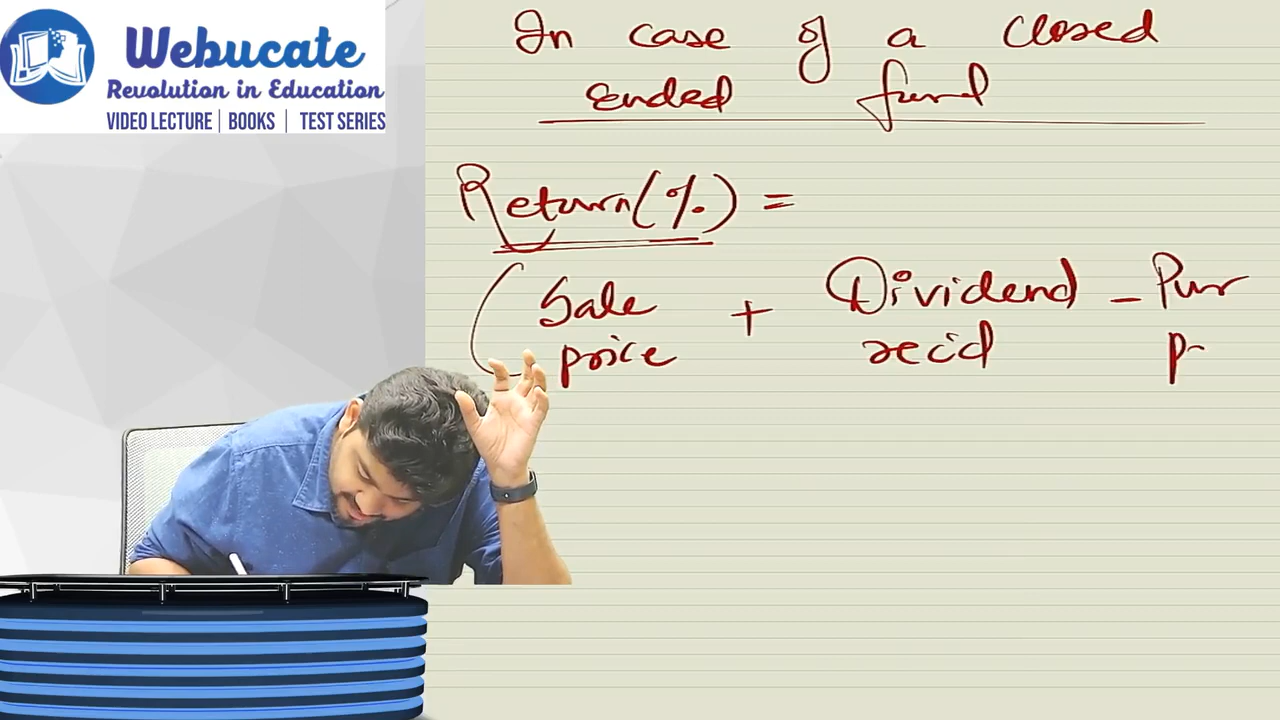 Webucate
Revolution in Education
VIDEO LECTURE | BOOKS | TEST SERIES
In case of a closed
ended fund
Return(%) =
(Sale price + Dividend recd - Pur p